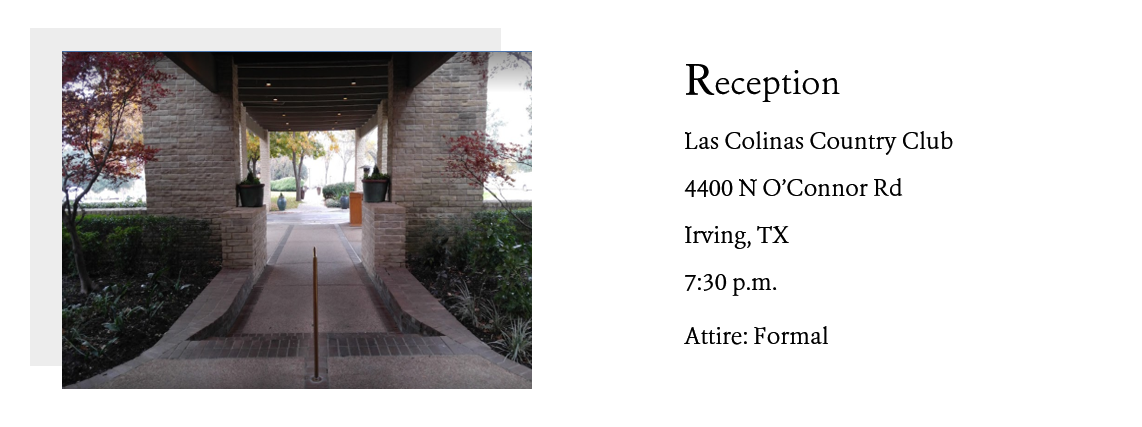 Reception
Las Colinas Country Club
4400 N O’Connor Rd
Irving, TX
7:30 p.m.
Attire: Formal